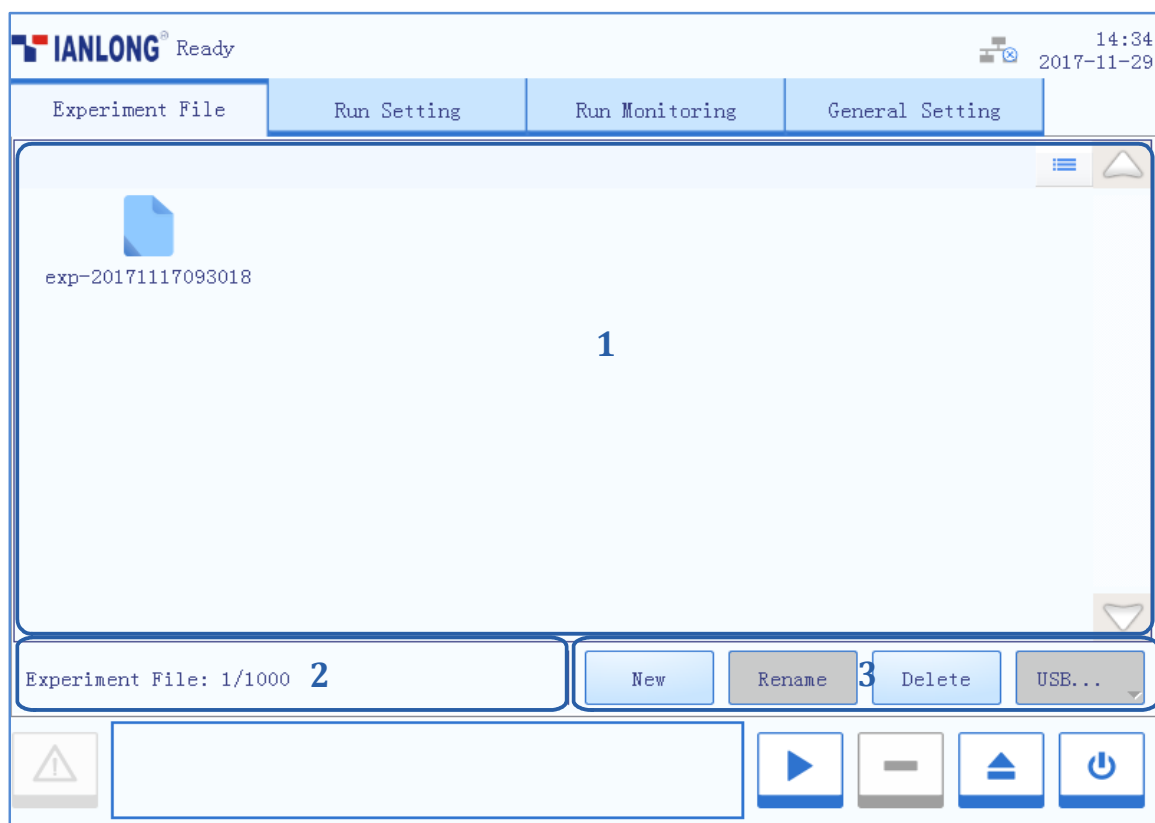 TIANLONG® Ready
14:34
2017-11-29
Experiment File
Run Setting
Run Monitoring
General Setting
exp-20171117093018
1
Experiment File: 1/1000
2
New
Rename
3
Delete
USB...